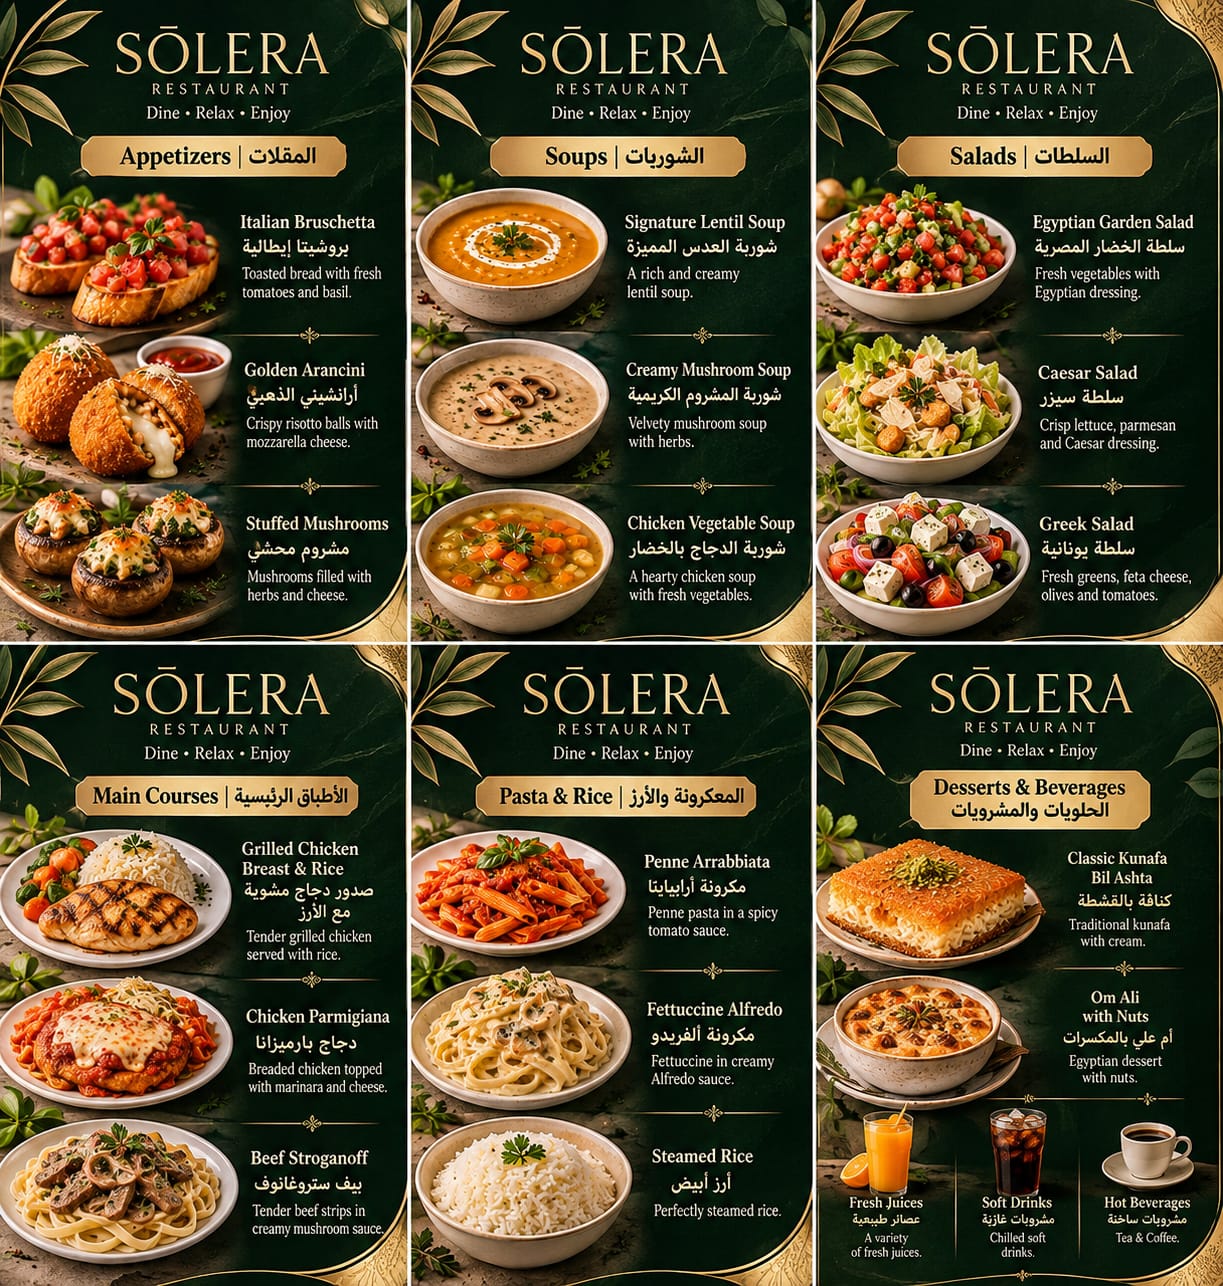 SŌLERA
RESTAURANT
Dine • Relax • Enjoy
Appetizers | المقلات
Italian Bruschetta
بروشيتا إيطالية
Toasted bread with fresh
tomatoes and basil.
Golden Arancini
أرانشيني الذهبي
Crispy risotto balls with
mozzarella cheese.
Stuffed Mushrooms
مشروم محشي
Mushrooms filled with
herbs and cheese.
SŌLERA
RESTAURANT
Dine • Relax • Enjoy
Soups | الشوربات
Signature Lentil Soup
شوربة العدس المميزة
A rich and creamy
lentil soup.
Creamy Mushroom Soup
شوربة المشروم الكريمية
Velvety mushroom soup
with herbs.
Chicken Vegetable Soup
شوربة الدجاج بالخضار
A hearty chicken soup
with fresh vegetables.
SŌLERA
RESTAURANT
Dine • Relax • Enjoy
Salads | السلطات
Egyptian Garden Salad
سلطة الخضار المصرية
Fresh vegetables with
Egyptian dressing.
Caesar Salad
سلطة سيزر
Crisp lettuce, parmesan
and Caesar dressing.
Greek Salad
سلطة يونانية
Fresh greens, feta cheese,
olives and tomatoes.
SŌLERA
RESTAURANT
Dine • Relax • Enjoy
Main Courses | الأطباق الرئيسية
Grilled Chicken
Breast & Rice
صدور دجاج مشوية
مع الأرز
Tender grilled chicken
served with rice.
Chicken Parmigiana
دجاج بارميزانا
Breaded chicken topped
with marinara and cheese.
Beef Stroganoff
بيف ستروغانوف
Tender beef strips in
creamy mushroom sauce.
SŌLERA
RESTAURANT
Dine • Relax • Enjoy
Pasta & Rice | المعكرونة والأرز
Penne Arrabbiata
مكرونة أرابياتا
Penne pasta in a spicy
tomato sauce.
Fettuccine Alfredo
مكرونة ألفريدو
Fettuccine in creamy
Alfredo sauce.
Steamed Rice
أرز أبيض
Perfectly steamed rice.
SŌLERA
RESTAURANT
Dine • Relax • Enjoy
Desserts & Beverages
الحلويات والمشروبات
Classic Kunafa
Bil Ashta
كنافة بالقشطة
Traditional kunafa
with cream.
Om Ali
with Nuts
أم علي بالمكسرات
Egyptian dessert
with nuts.
Fresh Juices
عصائر طبيعية
A variety
of fresh juices.
Soft Drinks
مشروبات غازية
Chilled soft
drinks.
Hot Beverages
مشروبات ساخنة
Tea & Coffee.